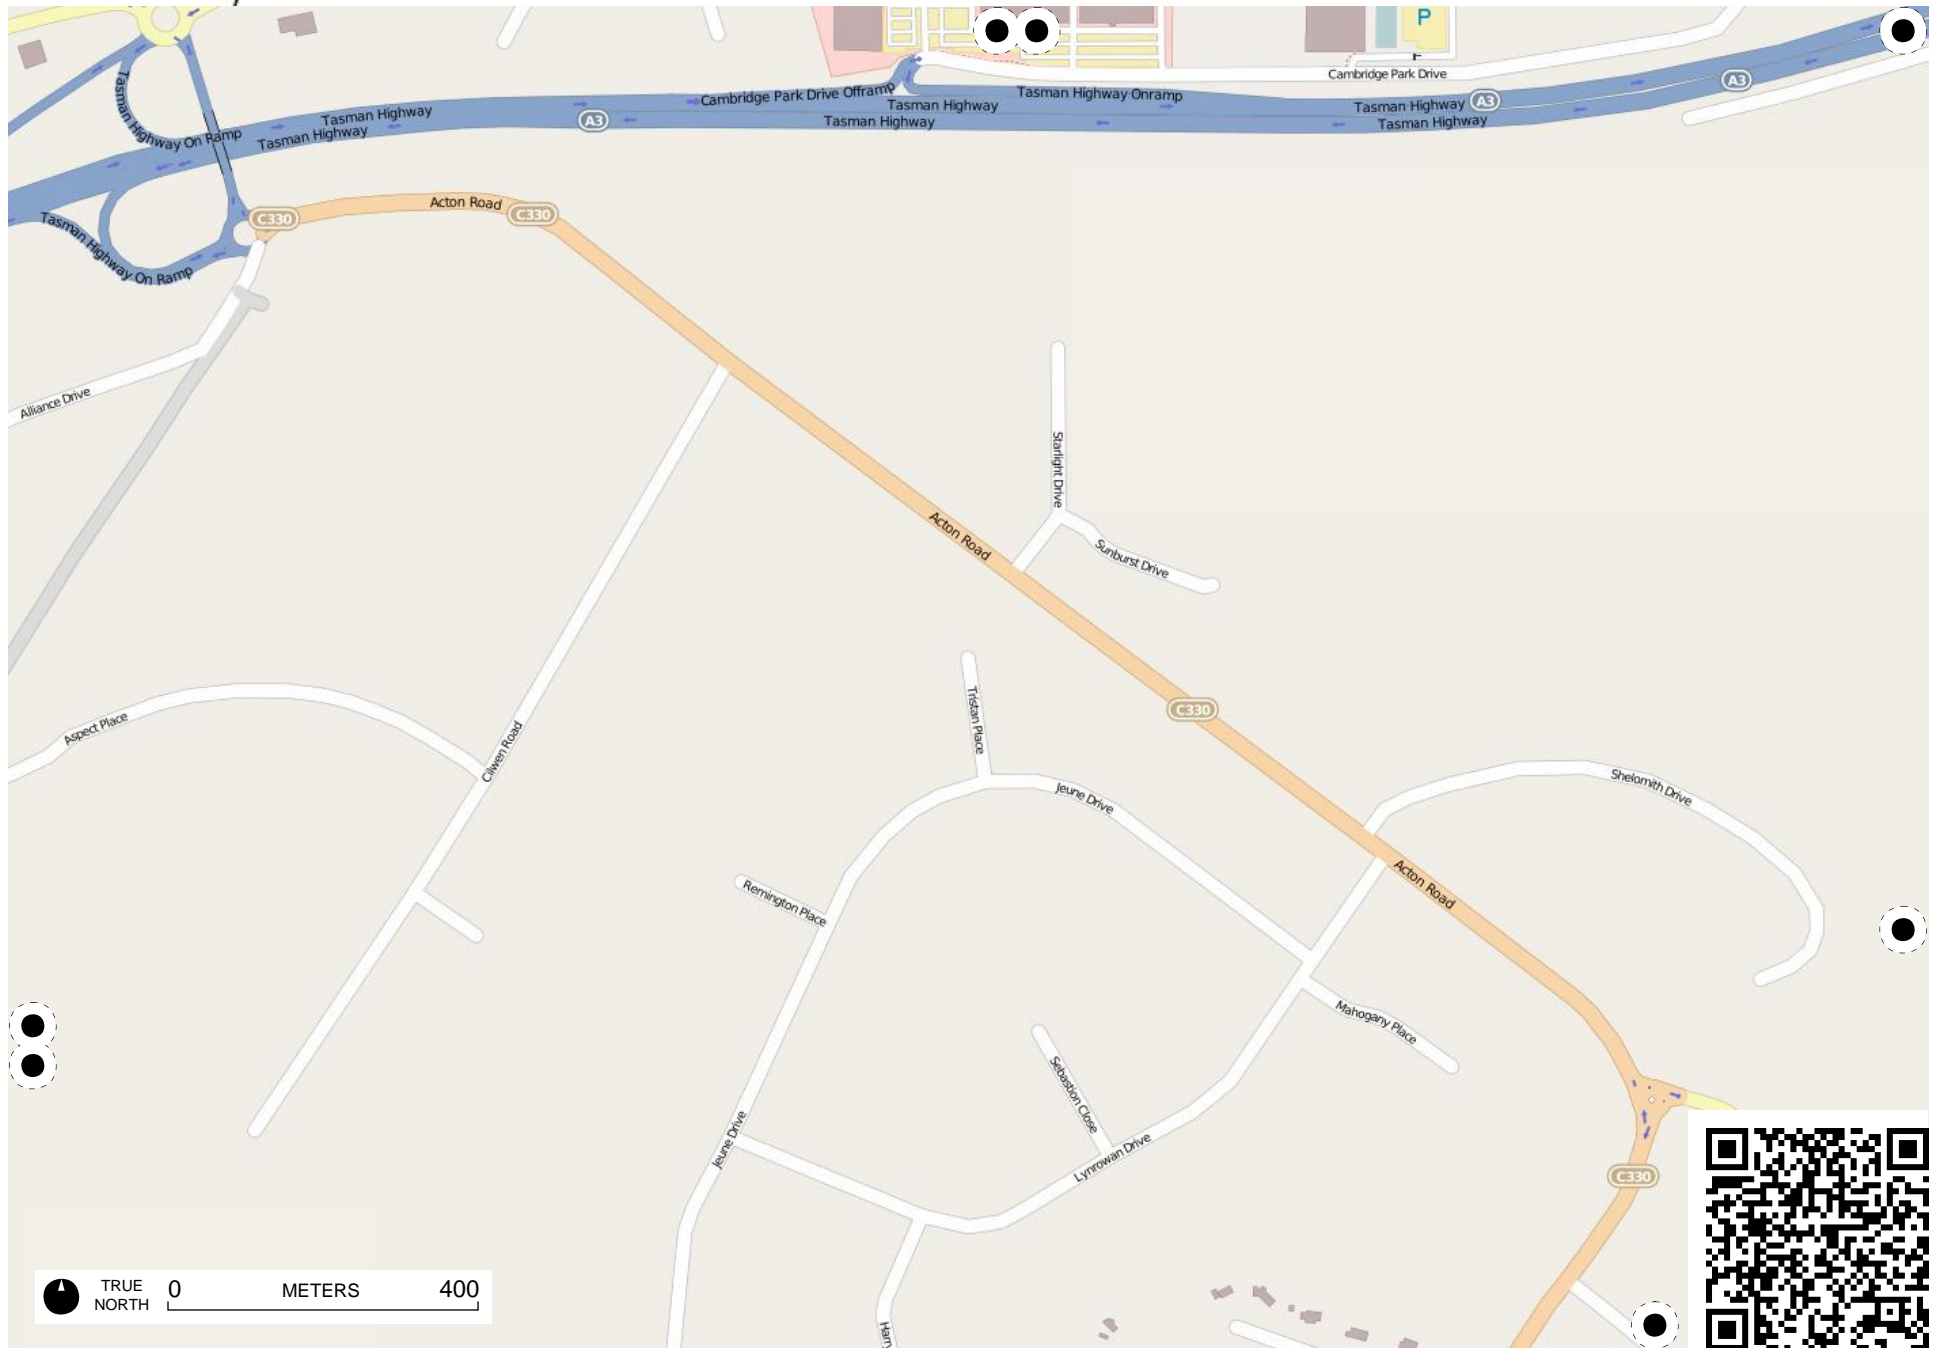 P
Cambridge Park Drive
Tasman Highway On Ramp
Tasman Highway
Tasman Highway
A3
Cambridge Park Drive Offramp
Tasman Highway
Tasman Highway
Tasman Highway Onramp
Tasman Highway
A3
Tasman Highway
A3
C330
Acton Road
C330
Tasman Highway On Ramp
Alliance Drive
Starlight Drive
Acton Road
Sunburst Drive
Tristan Place
C330
Aspect Place
Cilwen Road
Jeune Drive
Shelomith Drive
Remington Place
Acton Road
Mahogany Place
Sebastion Close
Jeune Drive
Lynrowan Drive
C330
TRUE
NORTH
0 METERS 400